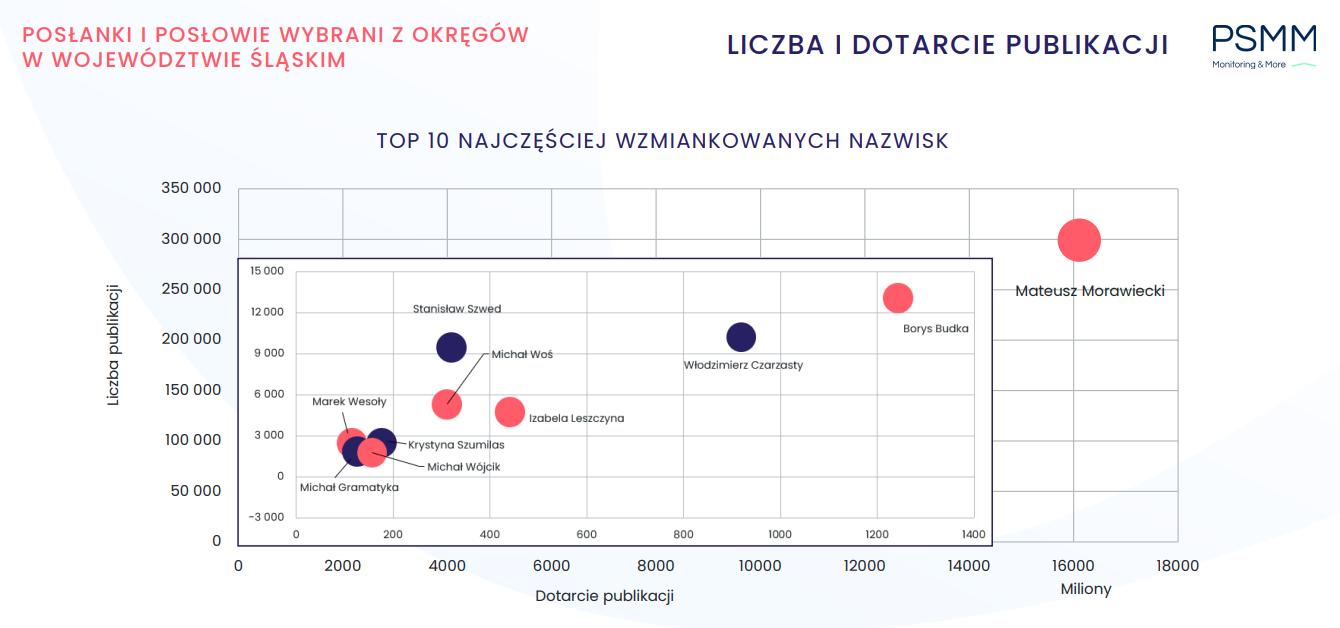 POSŁANKI I POSŁOWIE WYBRANI Z OKRĘGÓW
W WOJEWÓDZTWIE ŚLĄSKIM
LICZBA I DOTARCIE PUBLIKACJI
PSMM
Monitoring & More
TOP 10 NAJCZĘŚCIEJ WZMIANKOWANYCH NAZWISK
Liczba publikacji
350 000
300 000
250 000
200 000
150 000
100 000
50 000
0
Mateusz Morawiecki
15 000
12 000
9 000
6 000
3 000
0
-3 000
Stanisław Szwed
Michał Woś
Borys Budka
Włodzimierz Czarzasty
Marek Wesoły
Izabela Leszczyna
Krystyna Szumilas
Michał Wójcik
Michał Gramatyka
0 200 400 600 800 1000 1200 1400
0 2000 4000 6000 8000 10000 12000 14000 16000 18000
Miliony
Dotarcie publikacji